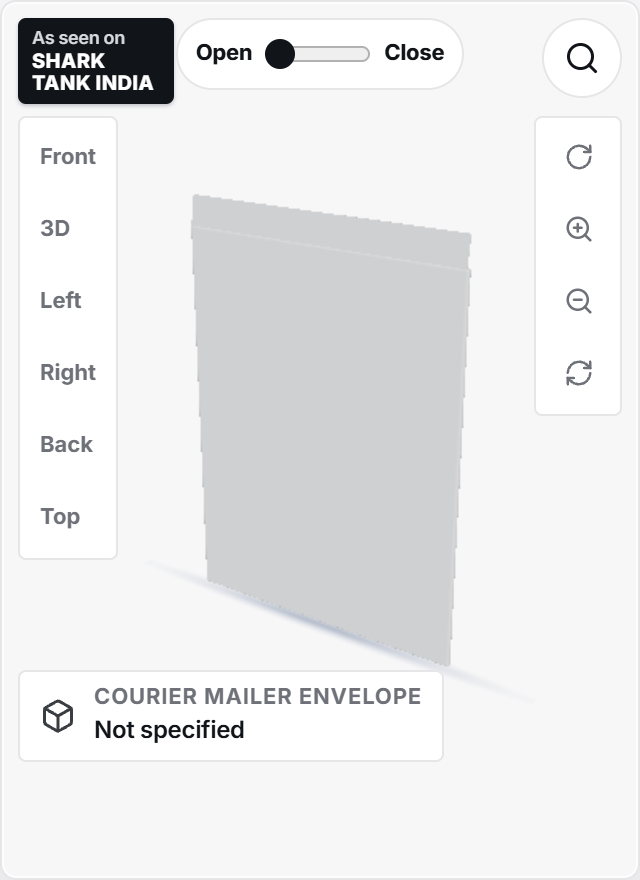 As seen on
SHARK
TANK INDIA
Open
Close
Front
3D
Left
Right
Back
Top
COURIER MAILER ENVELOPE
Not specified